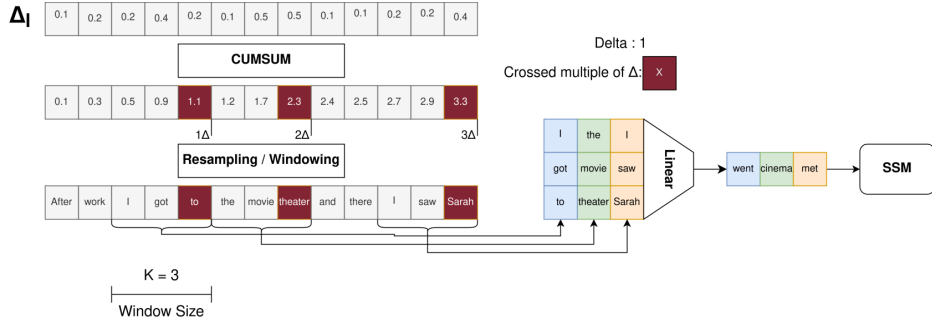 Δl 0.1 0.2 0.2 0.4 0.2 0.1 0.5 0.5 0.1 0.1 0.2 0.2 0.4
CUMSUM
Delta : 1
Crossed multiple of Δ: X
0.1 0.3 0.5 0.9 1.1 1.2 1.7 2.3 2.4 2.5 2.7 2.9 3.3
1Δ 2Δ 3Δ
Resampling / Windowing
After work I got to the movie theater and there I saw Sarah
I the I
got movie saw
to theater Sarah
Linear
went cinema met
SSM
K = 3
Window Size